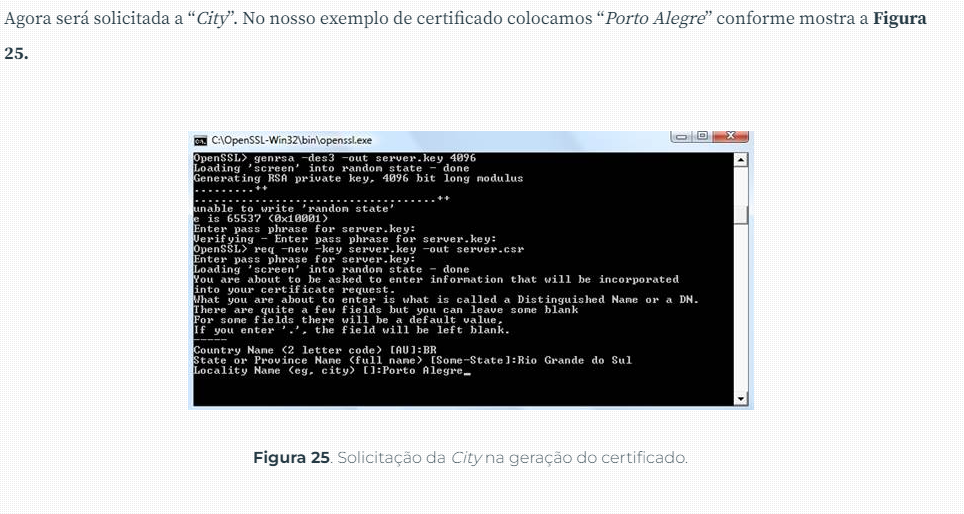 Agora será solicitada a “City”. No nosso exemplo de certificado colocamos “Porto Alegre” conforme mostra a Figura
25.
C:\OpenSSL-Win32\bin\openssl.exe
OpenSSL> genrsa -des3 -out server.key 4096
Loading 'screen' into random state - done
Generating RSA private key, 4096 bit long modulus
.........++
....................................++
unable to write 'random state'
e is 65537 (0x10001)
Enter pass phrase for server.key:
Verifying - Enter pass phrase for server.key:
OpenSSL> req -new -key server.key -out server.csr
Enter pass phrase for server.key:
Loading 'screen' into random state - done
You are about to be asked to enter information that will be incorporated
into your certificate request.
What you are about to enter is what is called a Distinguished Name or a DN.
There are quite a few fields but you can leave some blank
For some fields there will be a default value,
If you enter '.', the field will be left blank.
-----
Country Name (2 letter code) [AU]:BR
State or Province Name (full name) [Some-State]:Rio Grande do Sul
Locality Name (eg, city) []:Porto Alegre_
Figura 25. Solicitação da City na geração do certificado.